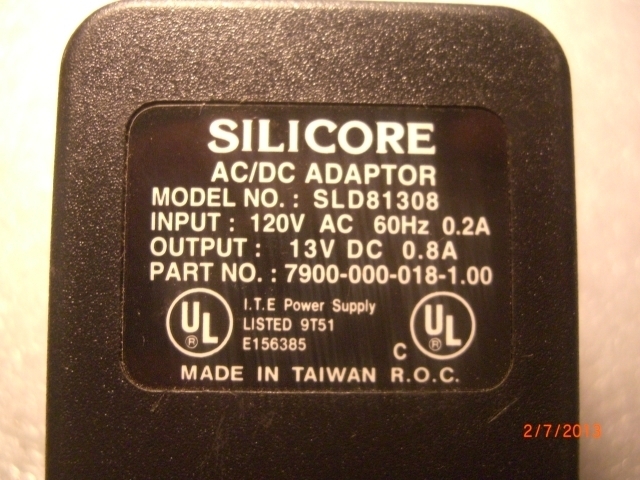 SILICORE
AC/DC ADAPTOR
MODEL NO.: SLD81308
INPUT: 120V AC 60Hz 0.2A
OUTPUT: 13V DC 0.8A
PART NO.: 7900-000-018-1.00
UL ® I.T.E Power Supply
LISTED 9T51
E156385
C UL ®
MADE IN TAIWAN R.O.C.
2/7/2013